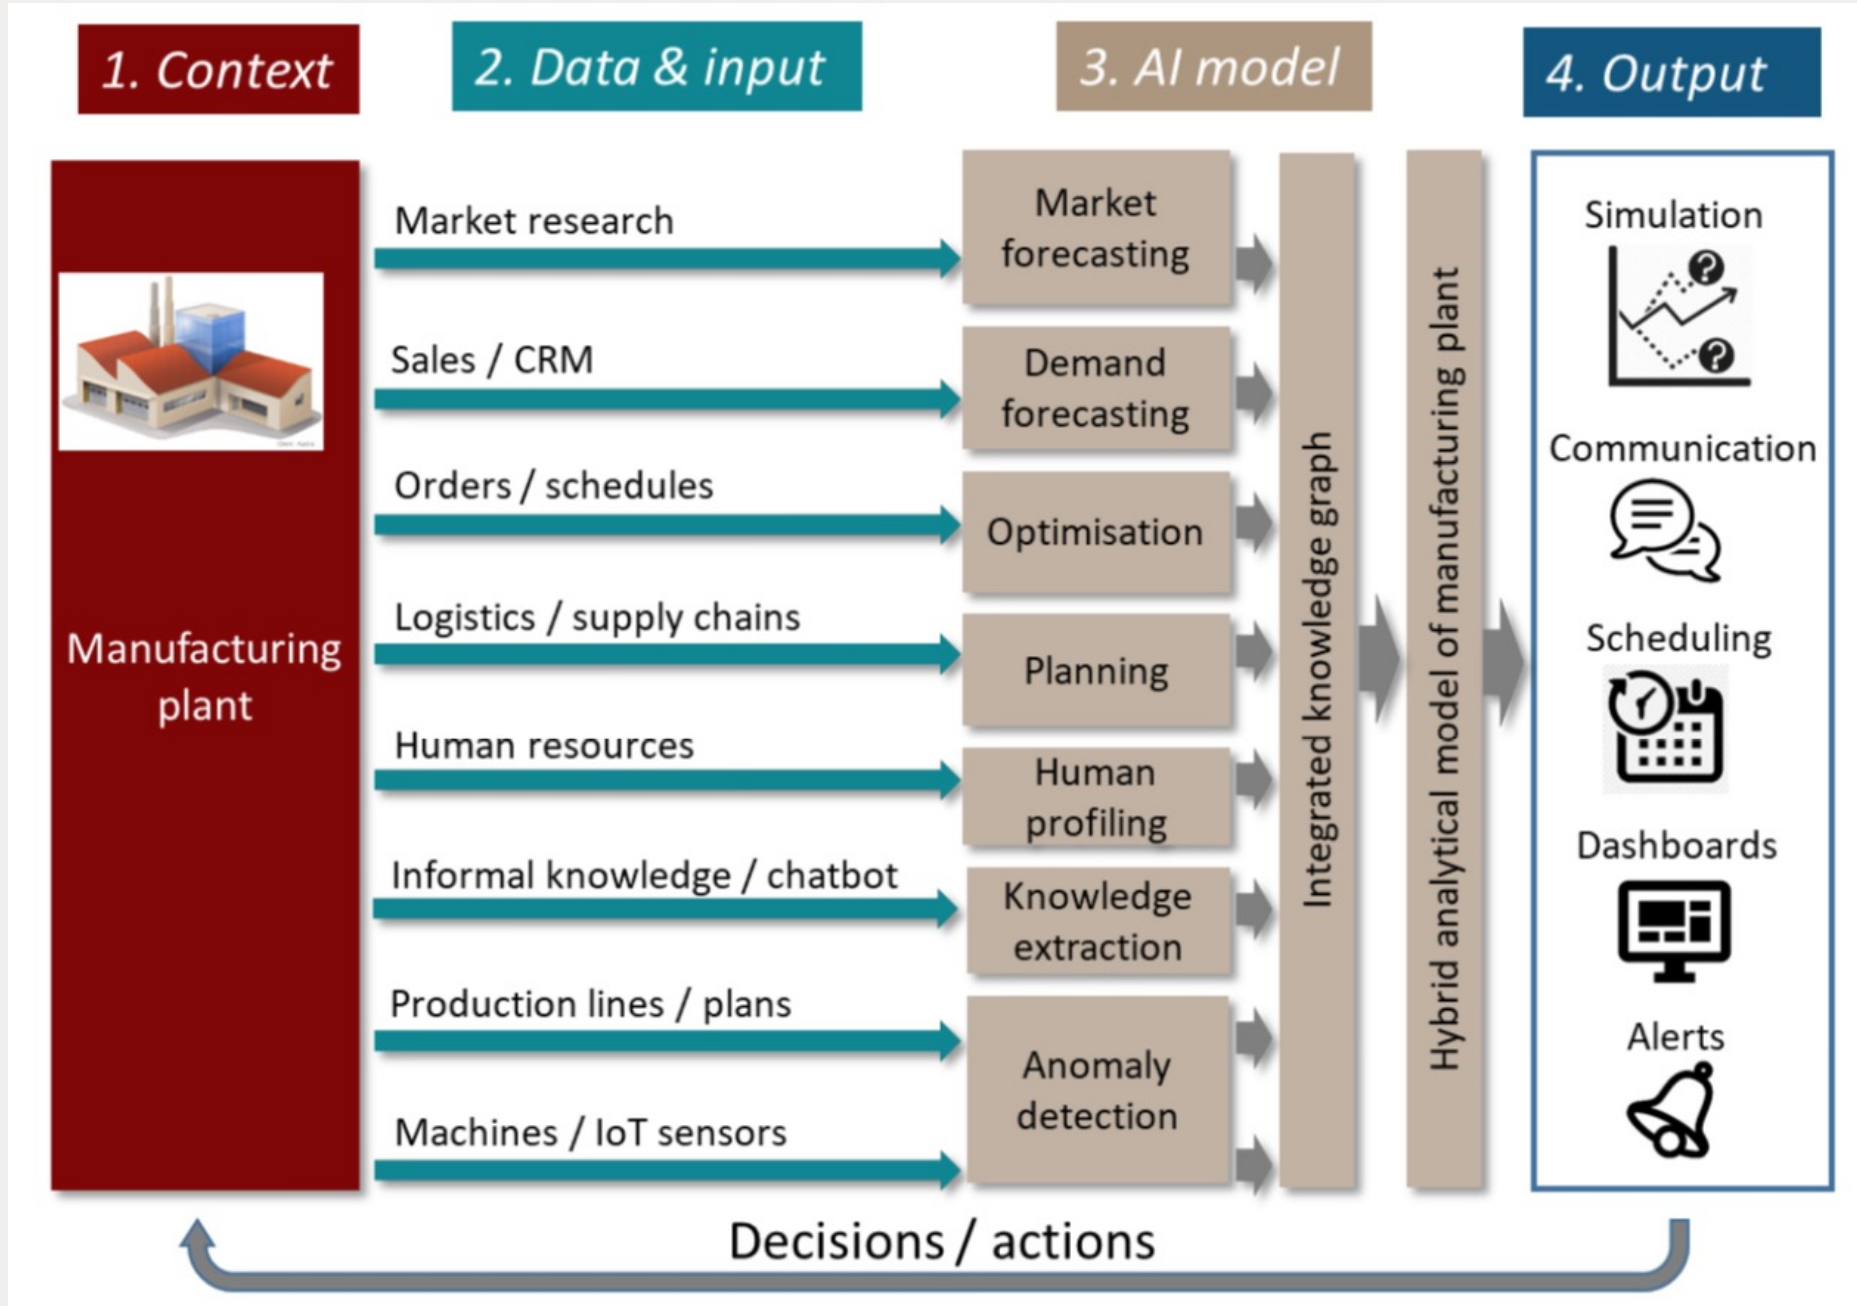 1. Context
2. Data & input
3. AI model
4. Output
Manufacturing
plant
Market research
Sales / CRM
Orders / schedules
Logistics / supply chains
Human resources
Informal knowledge / chatbot
Production lines / plans
Machines / IoT sensors
Market
forecasting
Demand
forecasting
Optimisation
Planning
Human
profiling
Knowledge
extraction
Anomaly
detection
Integrated knowledge graph
Hybrid analytical model of manufacturing plant
Simulation
?
?
Communication
Scheduling
Dashboards
Alerts
Decisions / actions